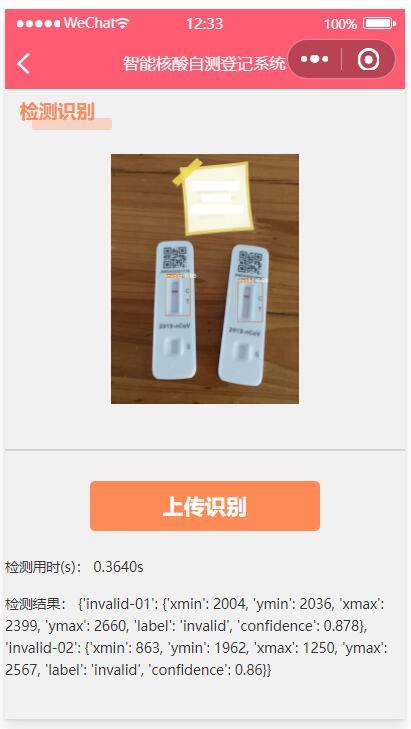 WeChat
12:33
100%
智能核酸自测登记系统
检测识别
C
T
2019-nCoV
S
C
T
2019-nCoV
S
上传识别
检测用时(s)： 0.3640s
检测结果： {'invalid-01': {'xmin': 2004, 'ymin': 2036, 'xmax':
2399, 'ymax': 2660, 'label': 'invalid', 'confidence': 0.878},
'invalid-02': {'xmin': 863, 'ymin': 1962, 'xmax': 1250, 'ymax':
2567, 'label': 'invalid', 'confidence': 0.86}}